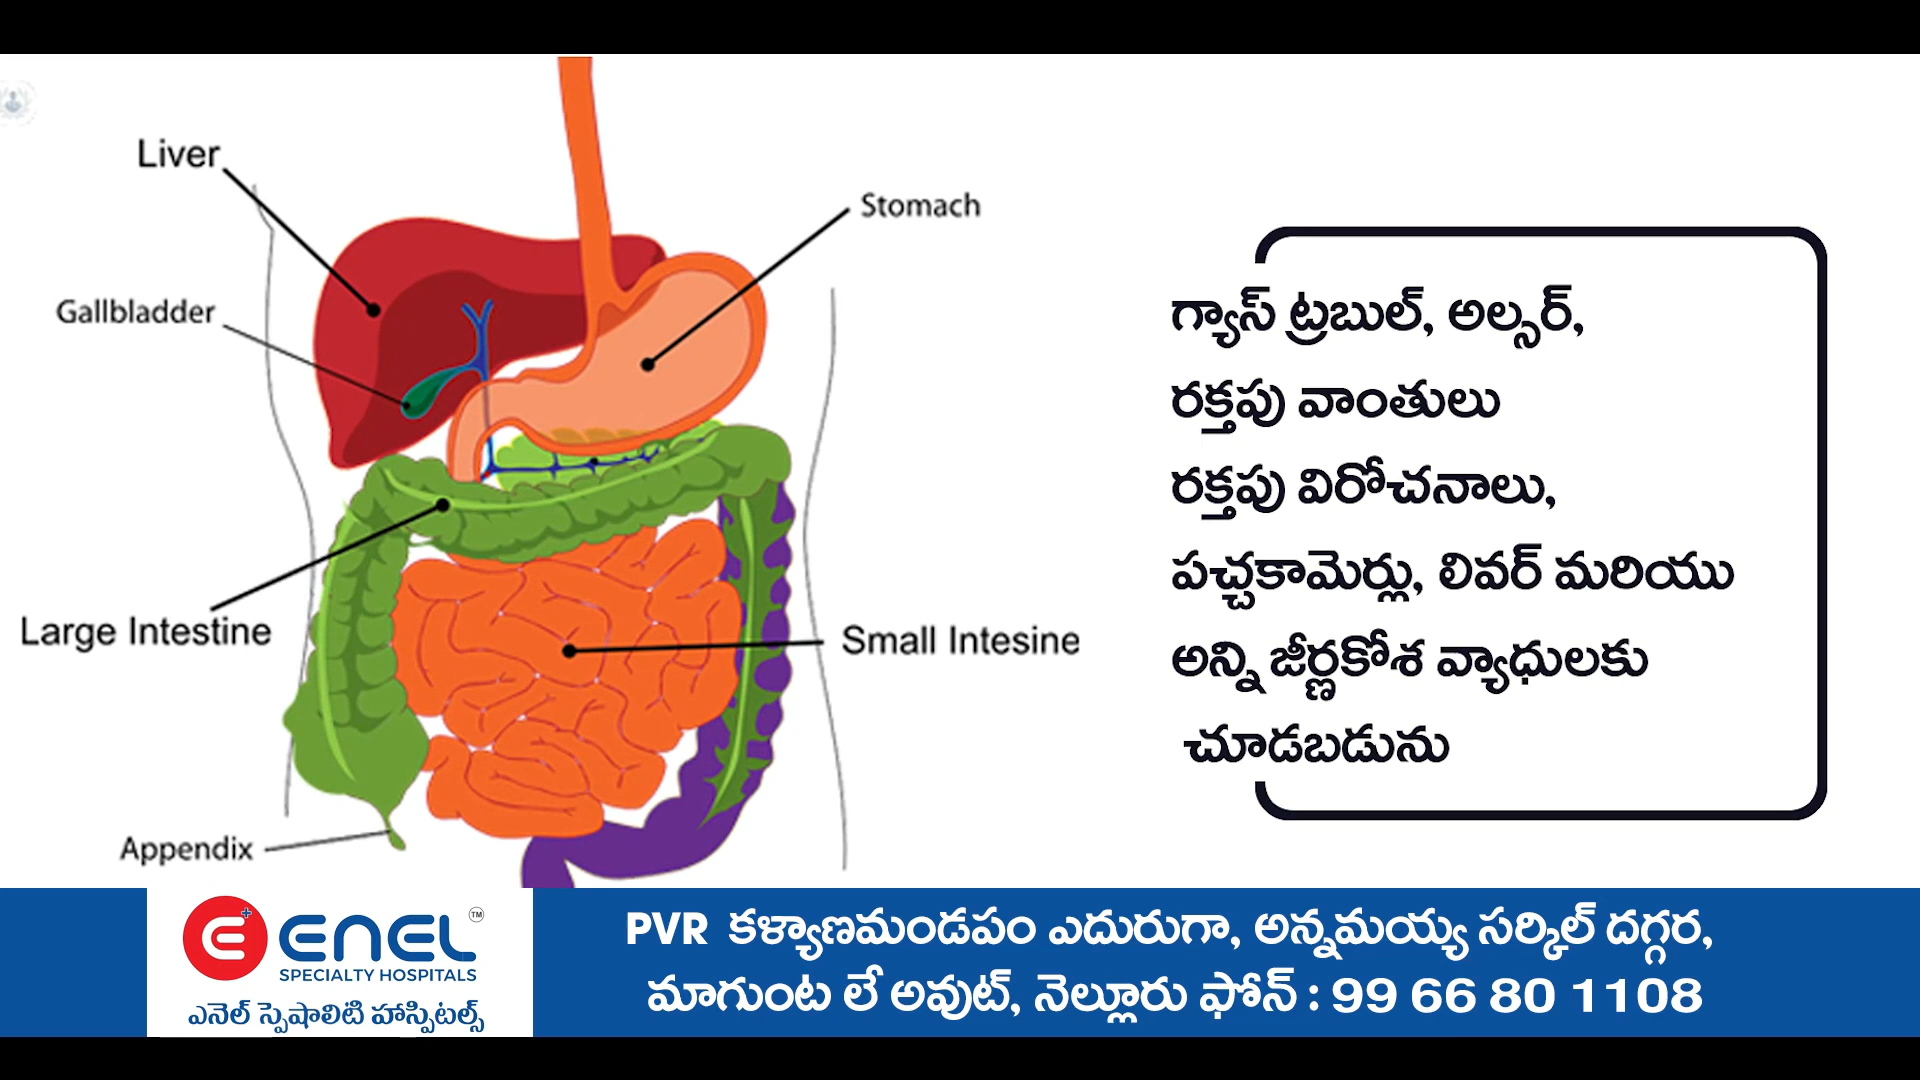 Liver
Stomach
Gallbladder
Large Intestine
Small Intesine
Appendix
గ్యాస్ ట్రబుల్, అల్సర్,
రక్తపు వాంతులు
రక్తపు విరోచనాలు,
పచ్చకామెర్లు, లివర్ మరియు
అన్ని జీర్ణకోశ వ్యాధులకు
చూడబడును
ENEL TM
SPECIALTY HOSPITALS
ఎనెల్ స్పెషాలిటి హాస్పిటల్స్
PVR కళ్యాణమండపం ఎదురుగా, అన్నమయ్య సర్కిల్ దగ్గర,
మాగుంట లే అవుట్, నెల్లూరు ఫోన్ : 99 66 80 1108